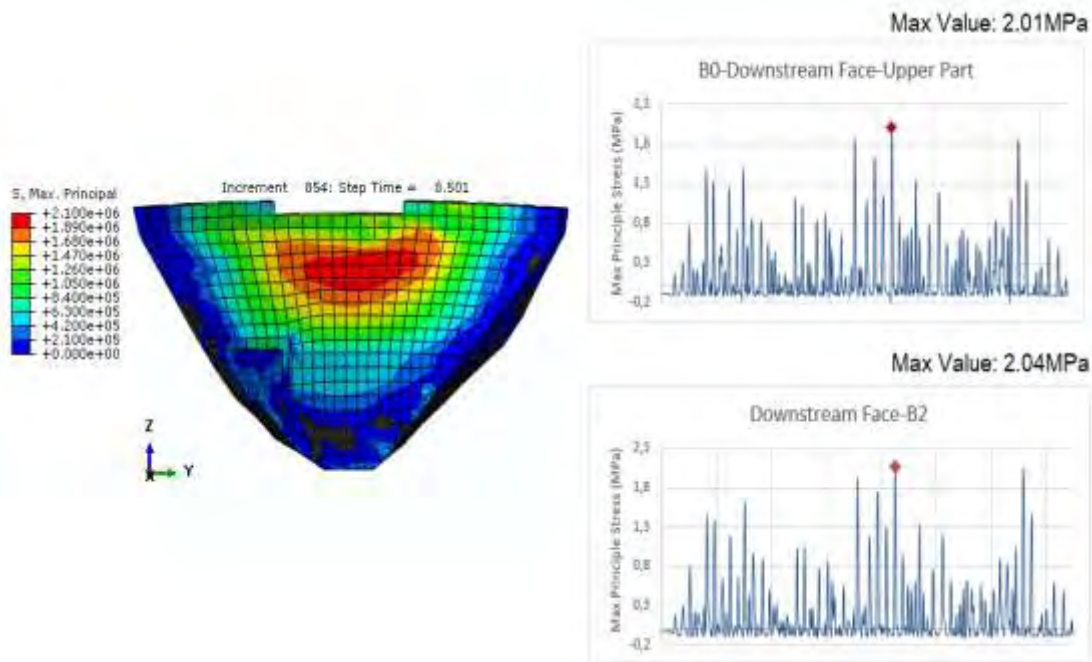 Max Value: 2.01MPa
B0-Downstream Face-Upper Part
Max Principle Stress (MPa)
2,3
1,8
1,3
0,8
0,3
-0,2
Increment 854: Step Time = 8.501
S, Max. Principal
+2.100e+06
+1.890e+06
+1.680e+06
+1.470e+06
+1.260e+06
+1.050e+06
+8.400e+05
+6.300e+05
+4.200e+05
+2.100e+05
+0.000e+00
Z
Y
X
Max Value: 2.04MPa
Downstream Face-B2
Max Principle Stress (MPa)
2,3
1,8
1,3
0,8
0,3
-0,2